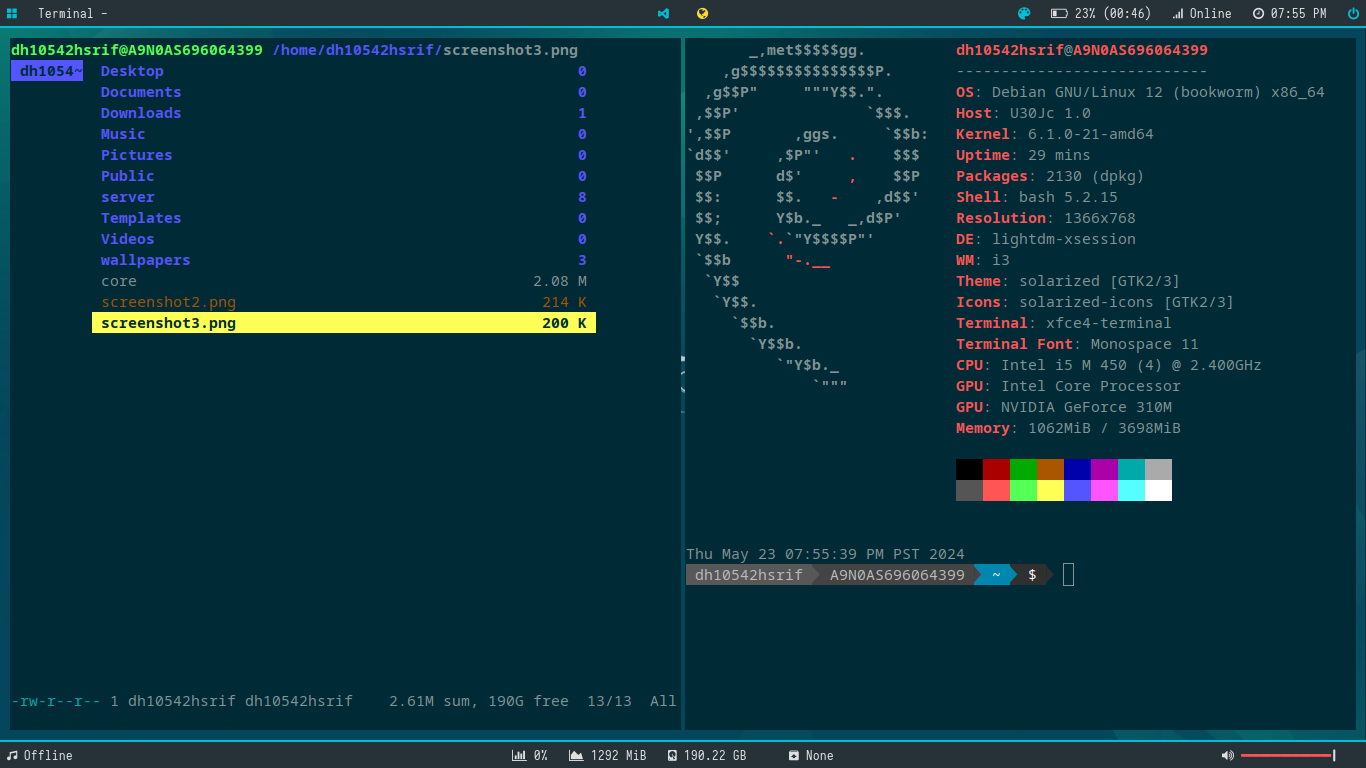 Terminal -
23% (00:46)
Online
07:55 PM
dh10542hsrif@A9N0AS696064399 /home/dh10542hsrif/screenshot3.png
dh1054~
Desktop 0
Documents 0
Downloads 1
Music 0
Pictures 0
Public 0
server 8
Templates 0
Videos 0
wallpapers 3
core 2.08 M
screenshot2.png 214 K
screenshot3.png 200 K
-rw-r--r-- 1 dh10542hsrif dh10542hsrif 2.61M sum, 190G free 13/13 All
_,met$$$$$gg.
,g$$$$$$$$$$$$$$$P.
,g$$P" """Y$$.".
,$$P' `$$$.
',$$P ,ggs. `$$b:
`d$$' ,$P"' . $$$
$$P d$' , $$P
$$: $$. - ,d$$'
$$; Y$b._ _,d$P'
Y$$. `.`"Y$$$$P"'
`$$b "-.__
`Y$$
`Y$$.
`$$b.
`Y$$b.
`"Y$b._
`"""
dh10542hsrif@A9N0AS696064399
----------------------------
OS: Debian GNU/Linux 12 (bookworm) x86_64
Host: U30Jc 1.0
Kernel: 6.1.0-21-amd64
Uptime: 29 mins
Packages: 2130 (dpkg)
Shell: bash 5.2.15
Resolution: 1366x768
DE: lightdm-xsession
WM: i3
Theme: solarized [GTK2/3]
Icons: solarized-icons [GTK2/3]
Terminal: xfce4-terminal
Terminal Font: Monospace 11
CPU: Intel i5 M 450 (4) @ 2.400GHz
GPU: Intel Core Processor
GPU: NVIDIA GeForce 310M
Memory: 1062MiB / 3698MiB
Thu May 23 07:55:39 PM PST 2024
dh10542hsrif A9N0AS696064399 ~ $
Offline
0%
1292 MiB
190.22 GB
None